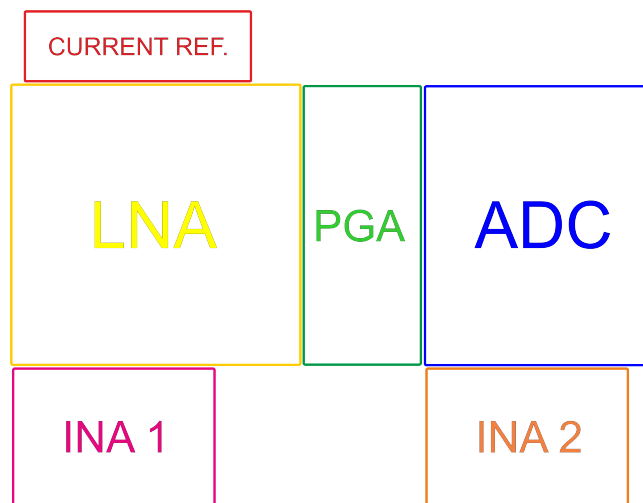 CURRENT REF.
LNA
PGA
ADC
INA 1
INA 2